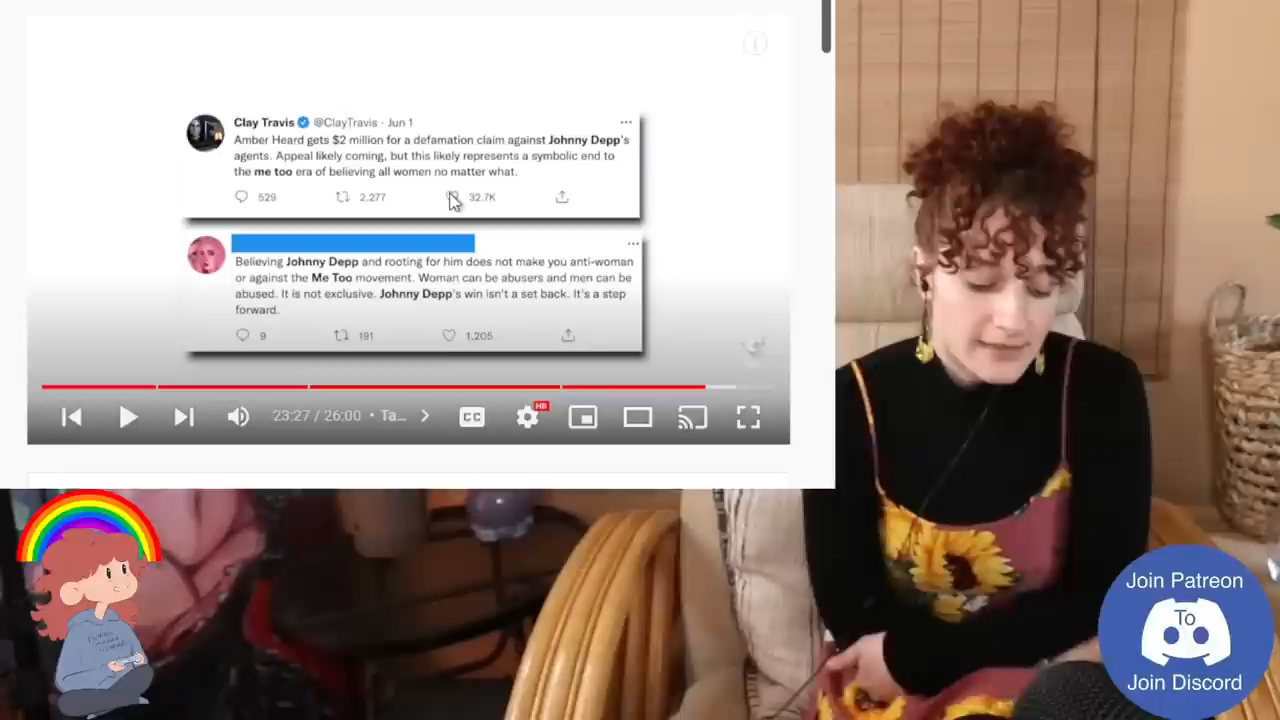 Clay Travis @ClayTravis · Jun 1
Amber Heard gets $2 million for a defamation claim against Johnny Depp's
agents. Appeal likely coming, but this likely represents a symbolic end to
the me too era of believing all women no matter what.
529 2,277 32.7K
Believing Johnny Depp and rooting for him does not make you anti-woman
or against the Me Too movement. Woman can be abusers and men can be
abused. It is not exclusive. Johnny Depp's win isn't a set back. It's a step
forward.
9 191 1,205
23:27 / 26:00 • Ta...
CC
HD
Join Patreon
To
Join Discord